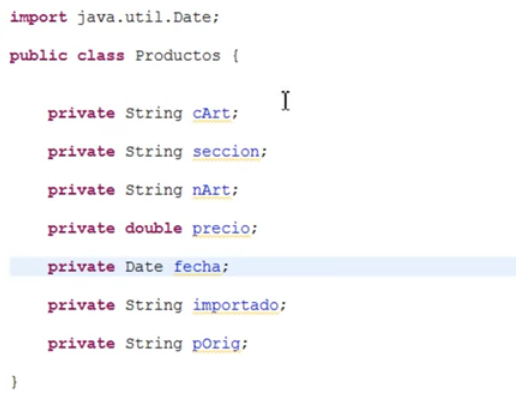 import java.util.Date;
public class Productos {
private String cArt;
private String seccion;
private String nArt;
private double precio;
private Date fecha;
private String importado;
private String pOrig;
}